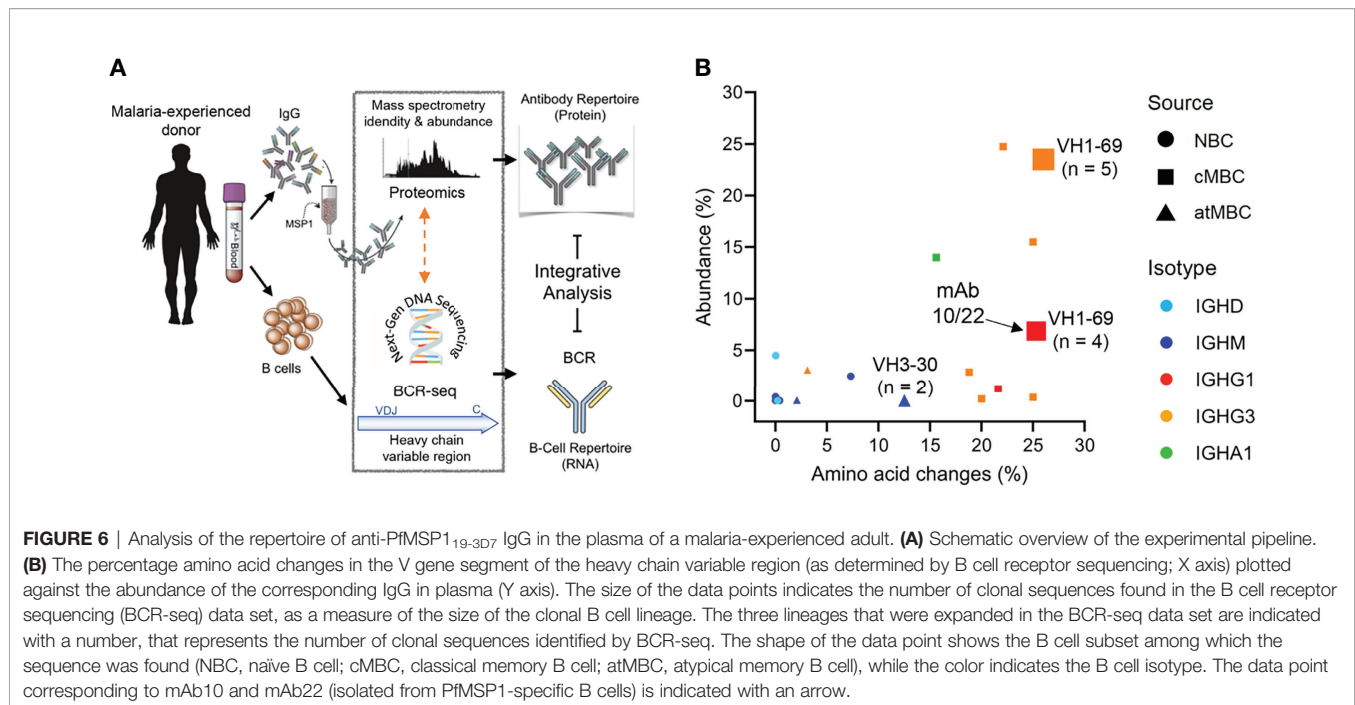 A
Malaria-experienced
donor
IgG
Blood
MSP1
B cells
Mass spectrometry
idendity & abundance
Proteomics
Next-Gen DNA Sequencing
BCR-seq
VDJ
C
Heavy chain
variable region
Antibody Repertoire
(Protein)
Integrative
Analysis
BCR
B-Cell Repertoire
(RNA)
B
Abundance (%)
30
25
20
15
10
5
0
0
5
10
15
20
25
30
Amino acid changes (%)
VH1-69
(n = 5)
mAb
10/22
VH1-69
(n = 4)
VH3-30
(n = 2)
Source
NBC
cMBC
atMBC
Isotype
IGHD
IGHM
IGHG1
IGHG3
IGHA1
FIGURE 6 | Analysis of the repertoire of anti-PfMSP119-3D7 IgG in the plasma of a malaria-experienced adult. (A) Schematic overview of the experimental pipeline.
(B) The percentage amino acid changes in the V gene segment of the heavy chain variable region (as determined by B cell receptor sequencing; X axis) plotted
against the abundance of the corresponding IgG in plasma (Y axis). The size of the data points indicates the number of clonal sequences found in the B cell receptor
sequencing (BCR-seq) data set, as a measure of the size of the clonal B cell lineage. The three lineages that were expanded in the BCR-seq data set are indicated
with a number, that represents the number of clonal sequences identified by BCR-seq. The shape of the data point shows the B cell subset among which the
sequence was found (NBC, naïve B cell; cMBC, classical memory B cell; atMBC, atypical memory B cell), while the color indicates the B cell isotype. The data point
corresponding to mAb10 and mAb22 (isolated from PfMSP1-specific B cells) is indicated with an arrow.